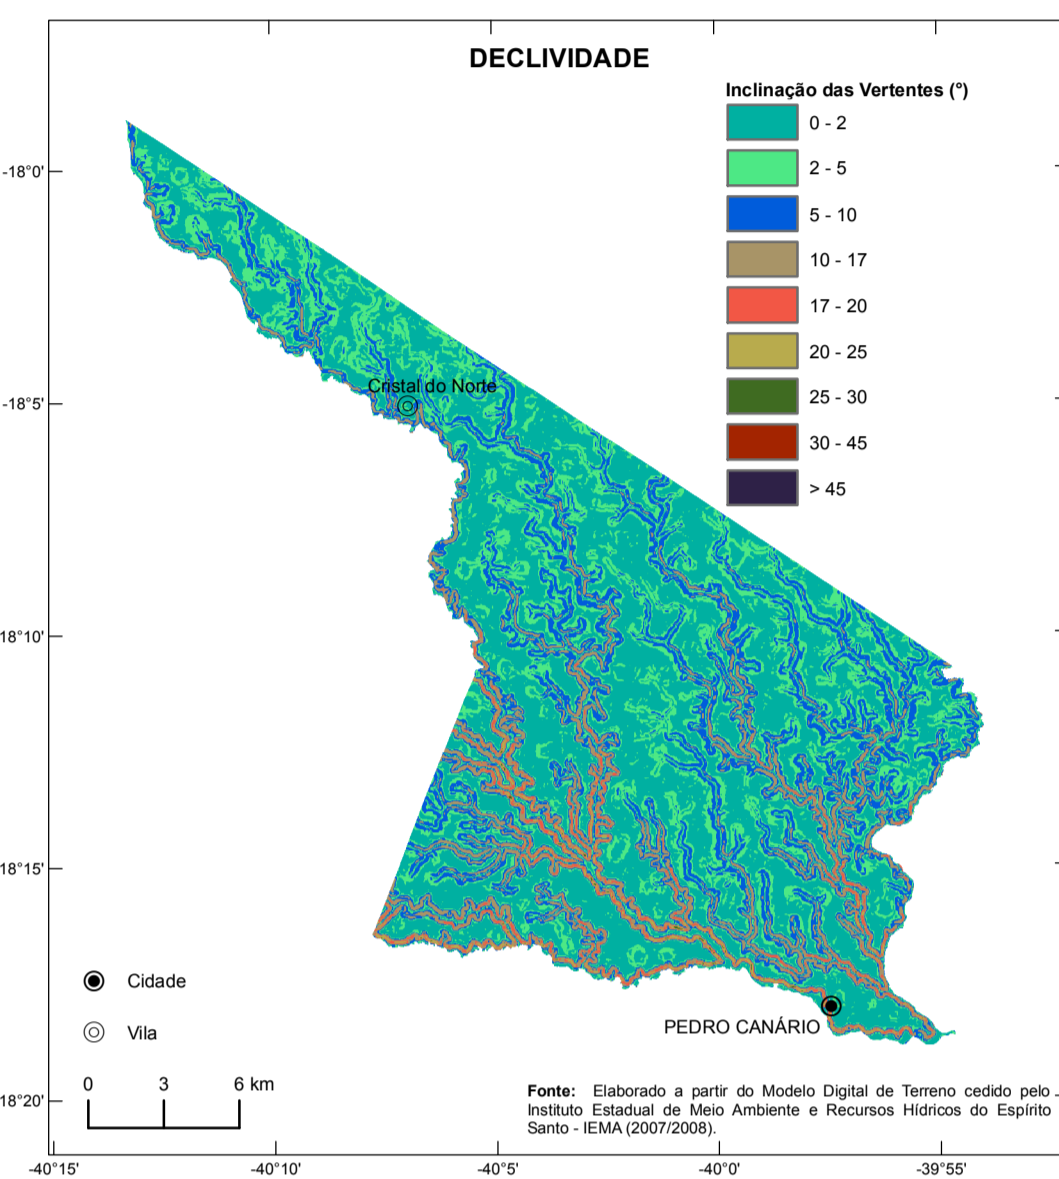 DECLIVIDADE
Inclinação das Vertentes (°)
0 - 2
2 - 5
5 - 10
10 - 17
17 - 20
20 - 25
25 - 30
30 - 45
> 45
-18°0'
-18°5'
18°10'
18°15'
18°20'
Cristal do Norte
PEDRO CANÁRIO
Cidade
Vila
0 3 6 km
Fonte: Elaborado a partir do Modelo Digital de Terreno cedido pelo
Instituto Estadual de Meio Ambiente e Recursos Hídricos do Espírito
Santo - IEMA (2007/2008).
-40°15' -40°10' -40°5' -40°0' -39°55'